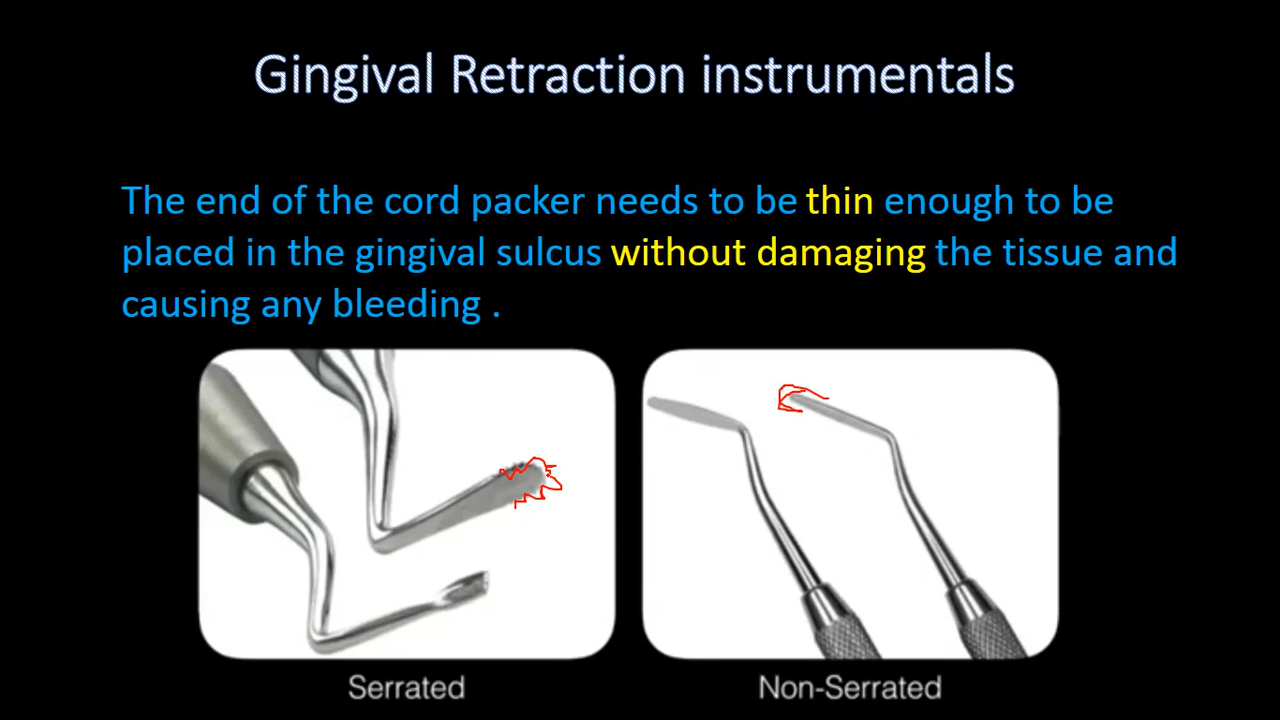 Gingival Retraction instrumentals
The end of the cord packer needs to be thin enough to be
placed in the gingival sulcus without damaging the tissue and
causing any bleeding .
Serrated
Non-Serrated